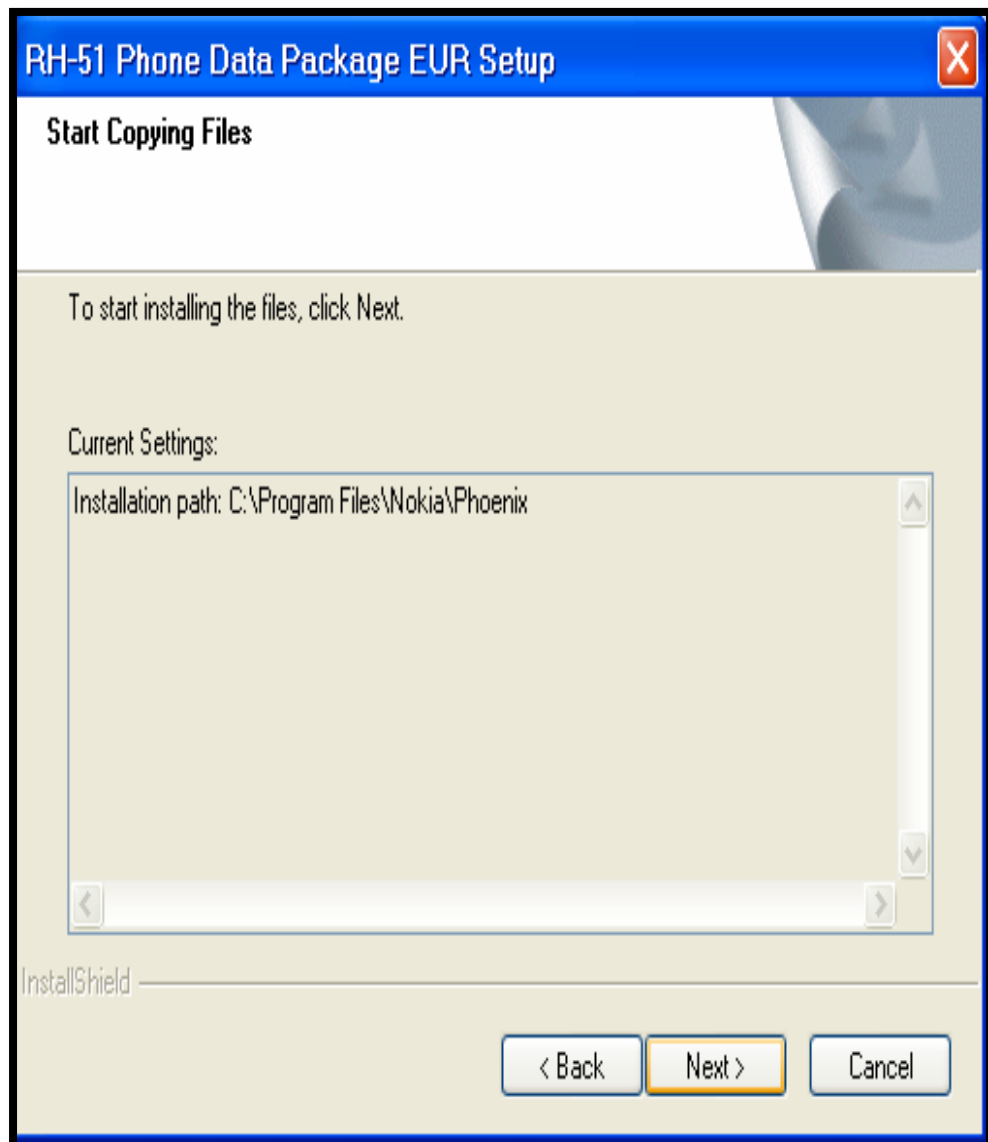 RH-51 Phone Data Package EUR Setup
Start Copying Files
To start installing the files, click Next.
Current Settings:
Installation path: C:\Program Files\Nokia\Phoenix
InstallShield
< Back
Next >
Cancel